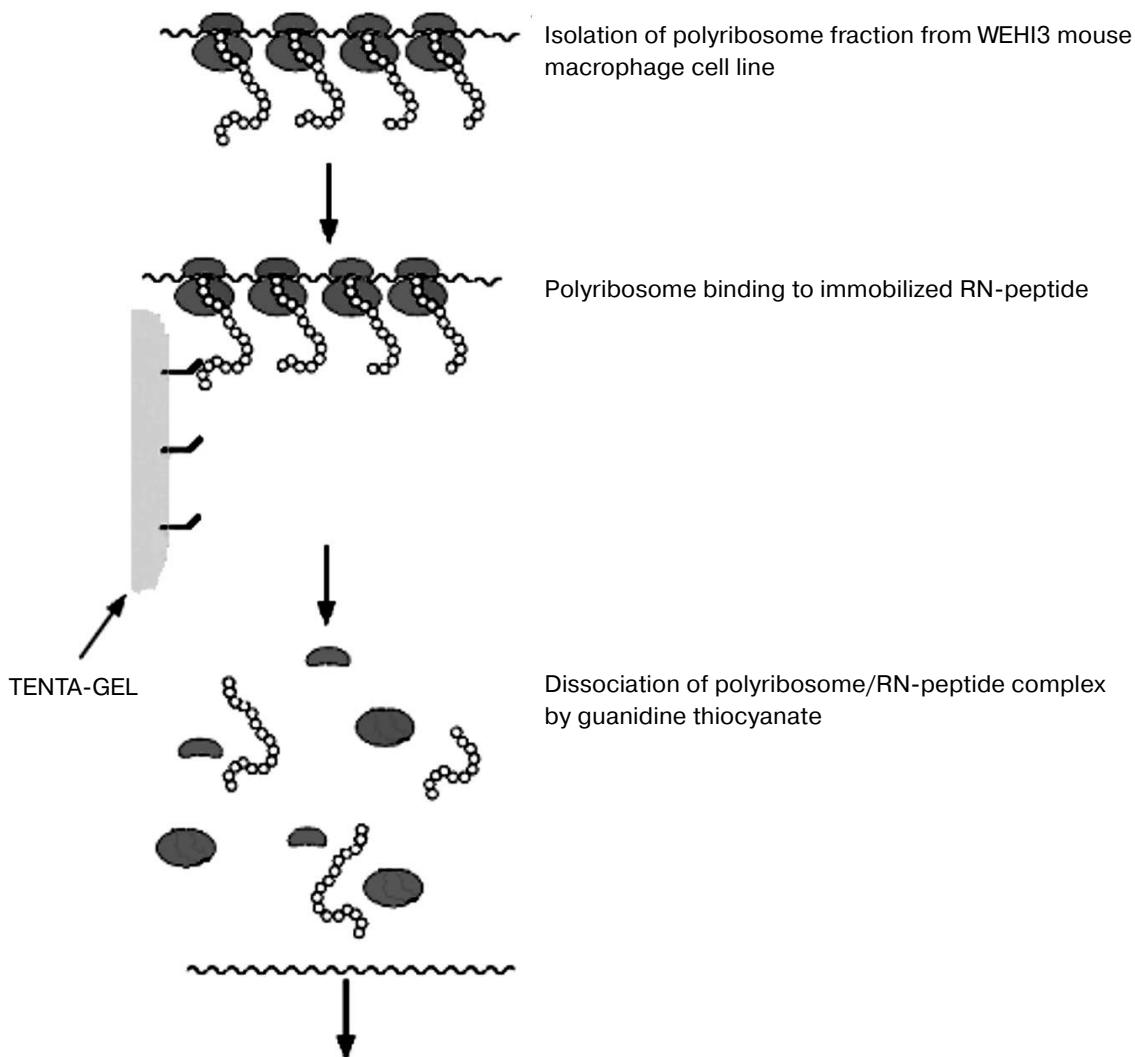 Isolation of polyribosome fraction from WEHI3 mouse
macrophage cell line
Polyribosome binding to immobilized RN-peptide
TENTA-GEL
Dissociation of polyribosome/RN-peptide complex
by guanidine thiocyanate